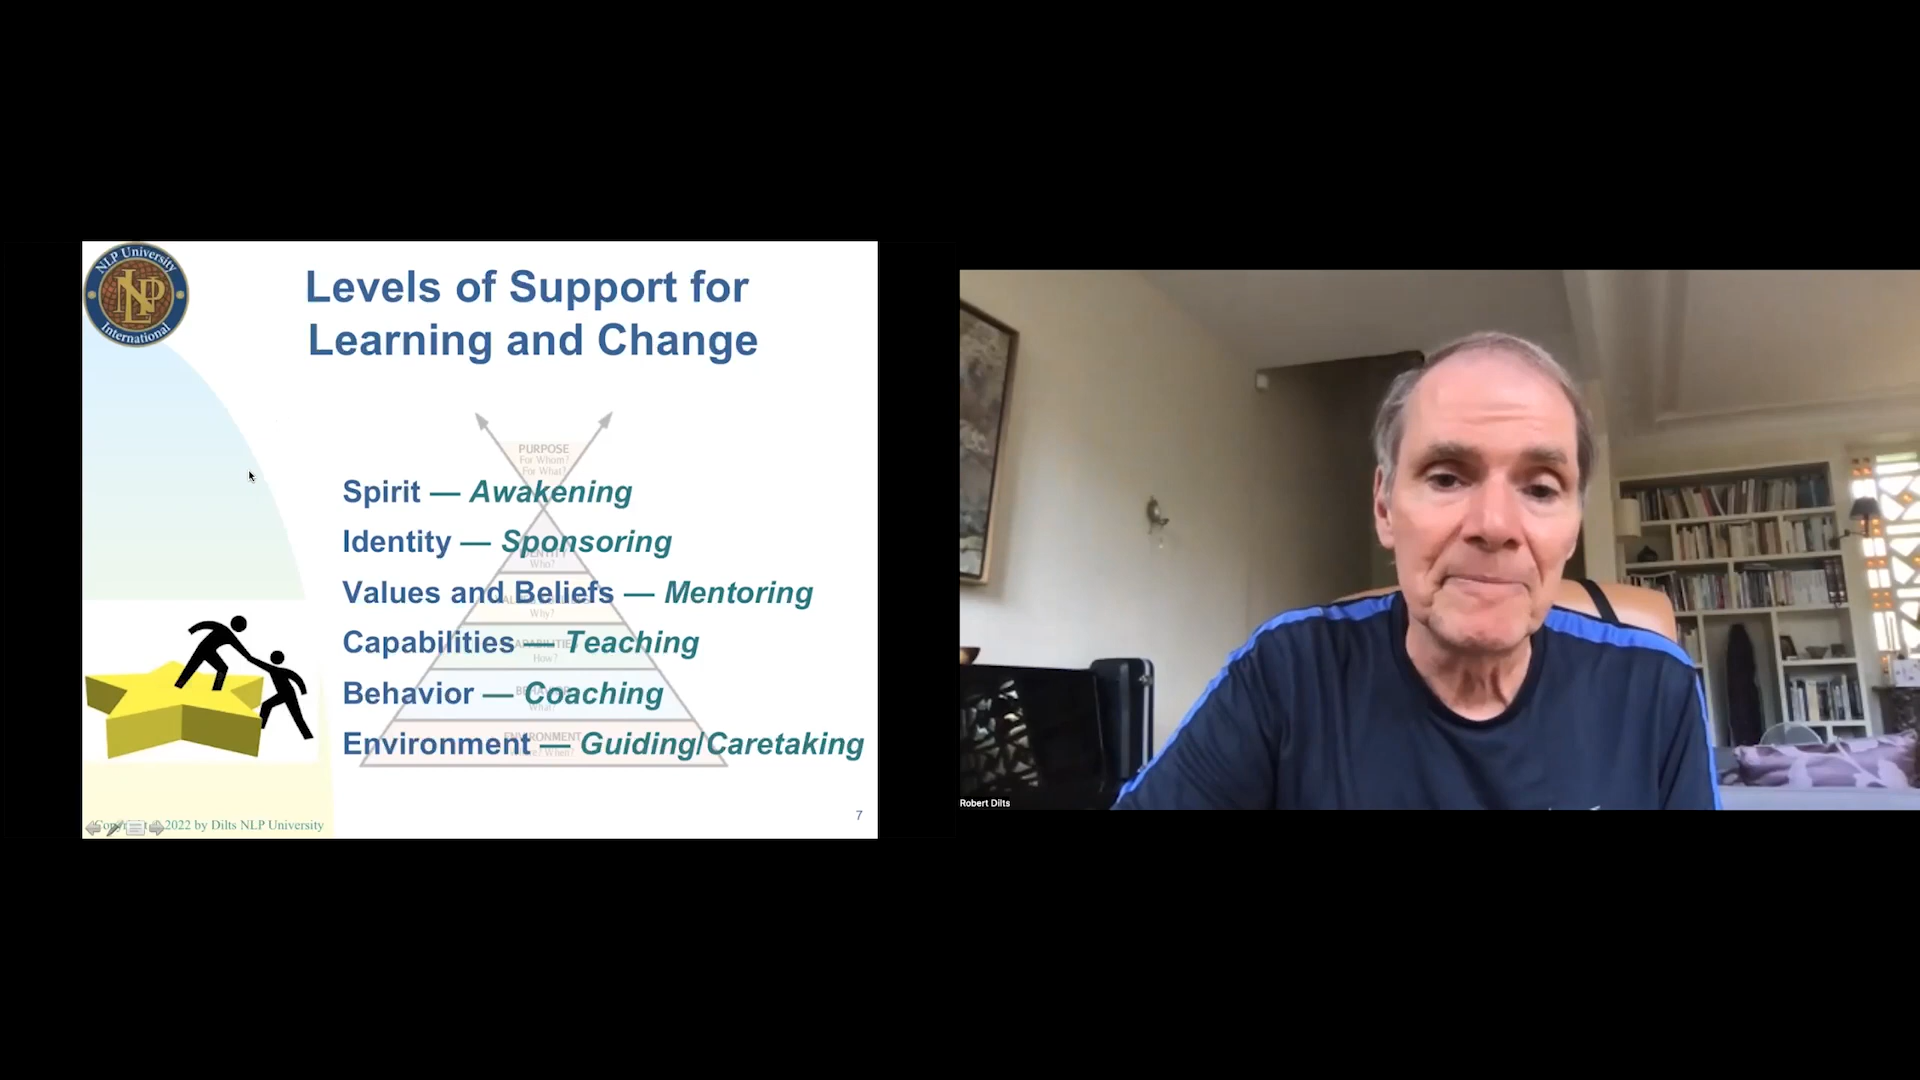 NLP University
NLP
International
Levels of Support for
Learning and Change
PURPOSE
For Whom?
For What?
Spirit — Awakening
Identity — Sponsoring
Who?
Values and Beliefs — Mentoring
Why?
Capabilities — Teaching
How?
Behavior — Coaching
What?
Environment — Guiding/Caretaking
2022 by Dilts NLP University
7
Robert Dilts